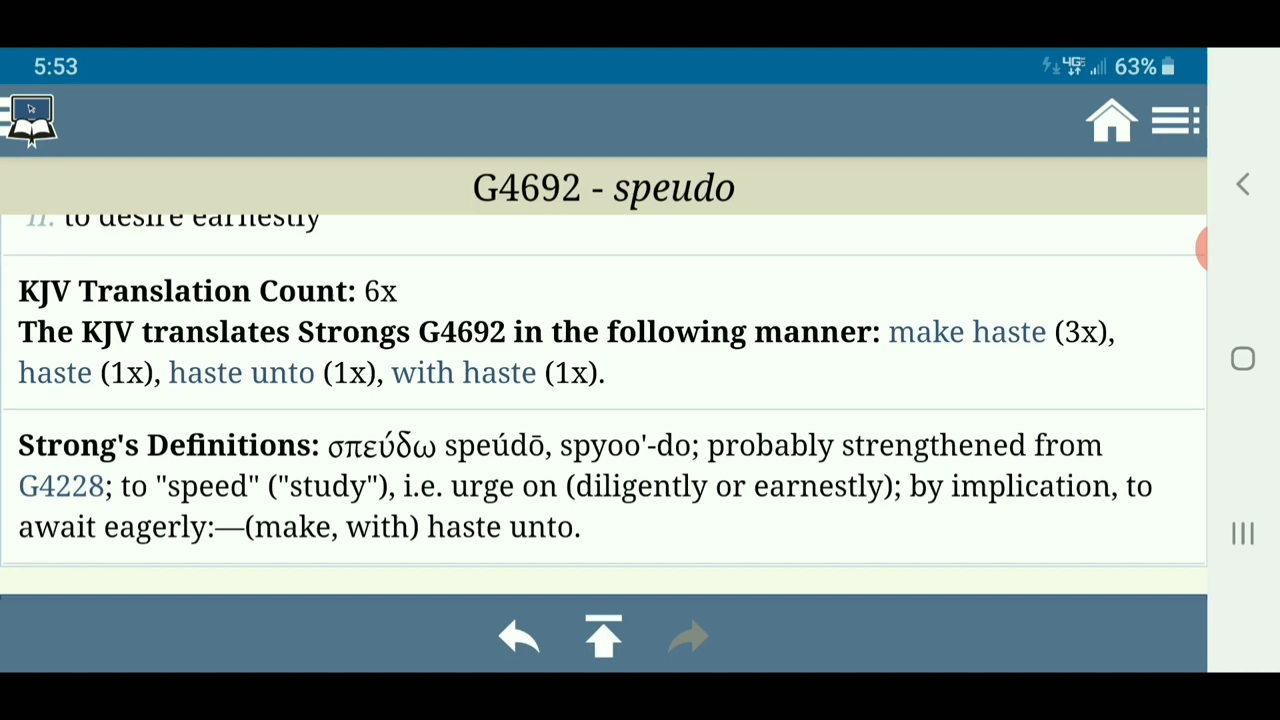 5:53
4G 63%
G4692 - speudo
II. to desire earnestly
KJV Translation Count: 6x
The KJV translates Strongs G4692 in the following manner: make haste (3x),
haste (1x), haste unto (1x), with haste (1x).
Strong's Definitions: σπεύδω speúdō, spyoo'-do; probably strengthened from
G4228; to "speed" ("study"), i.e. urge on (diligently or earnestly); by implication, to
await eagerly:—(make, with) haste unto.